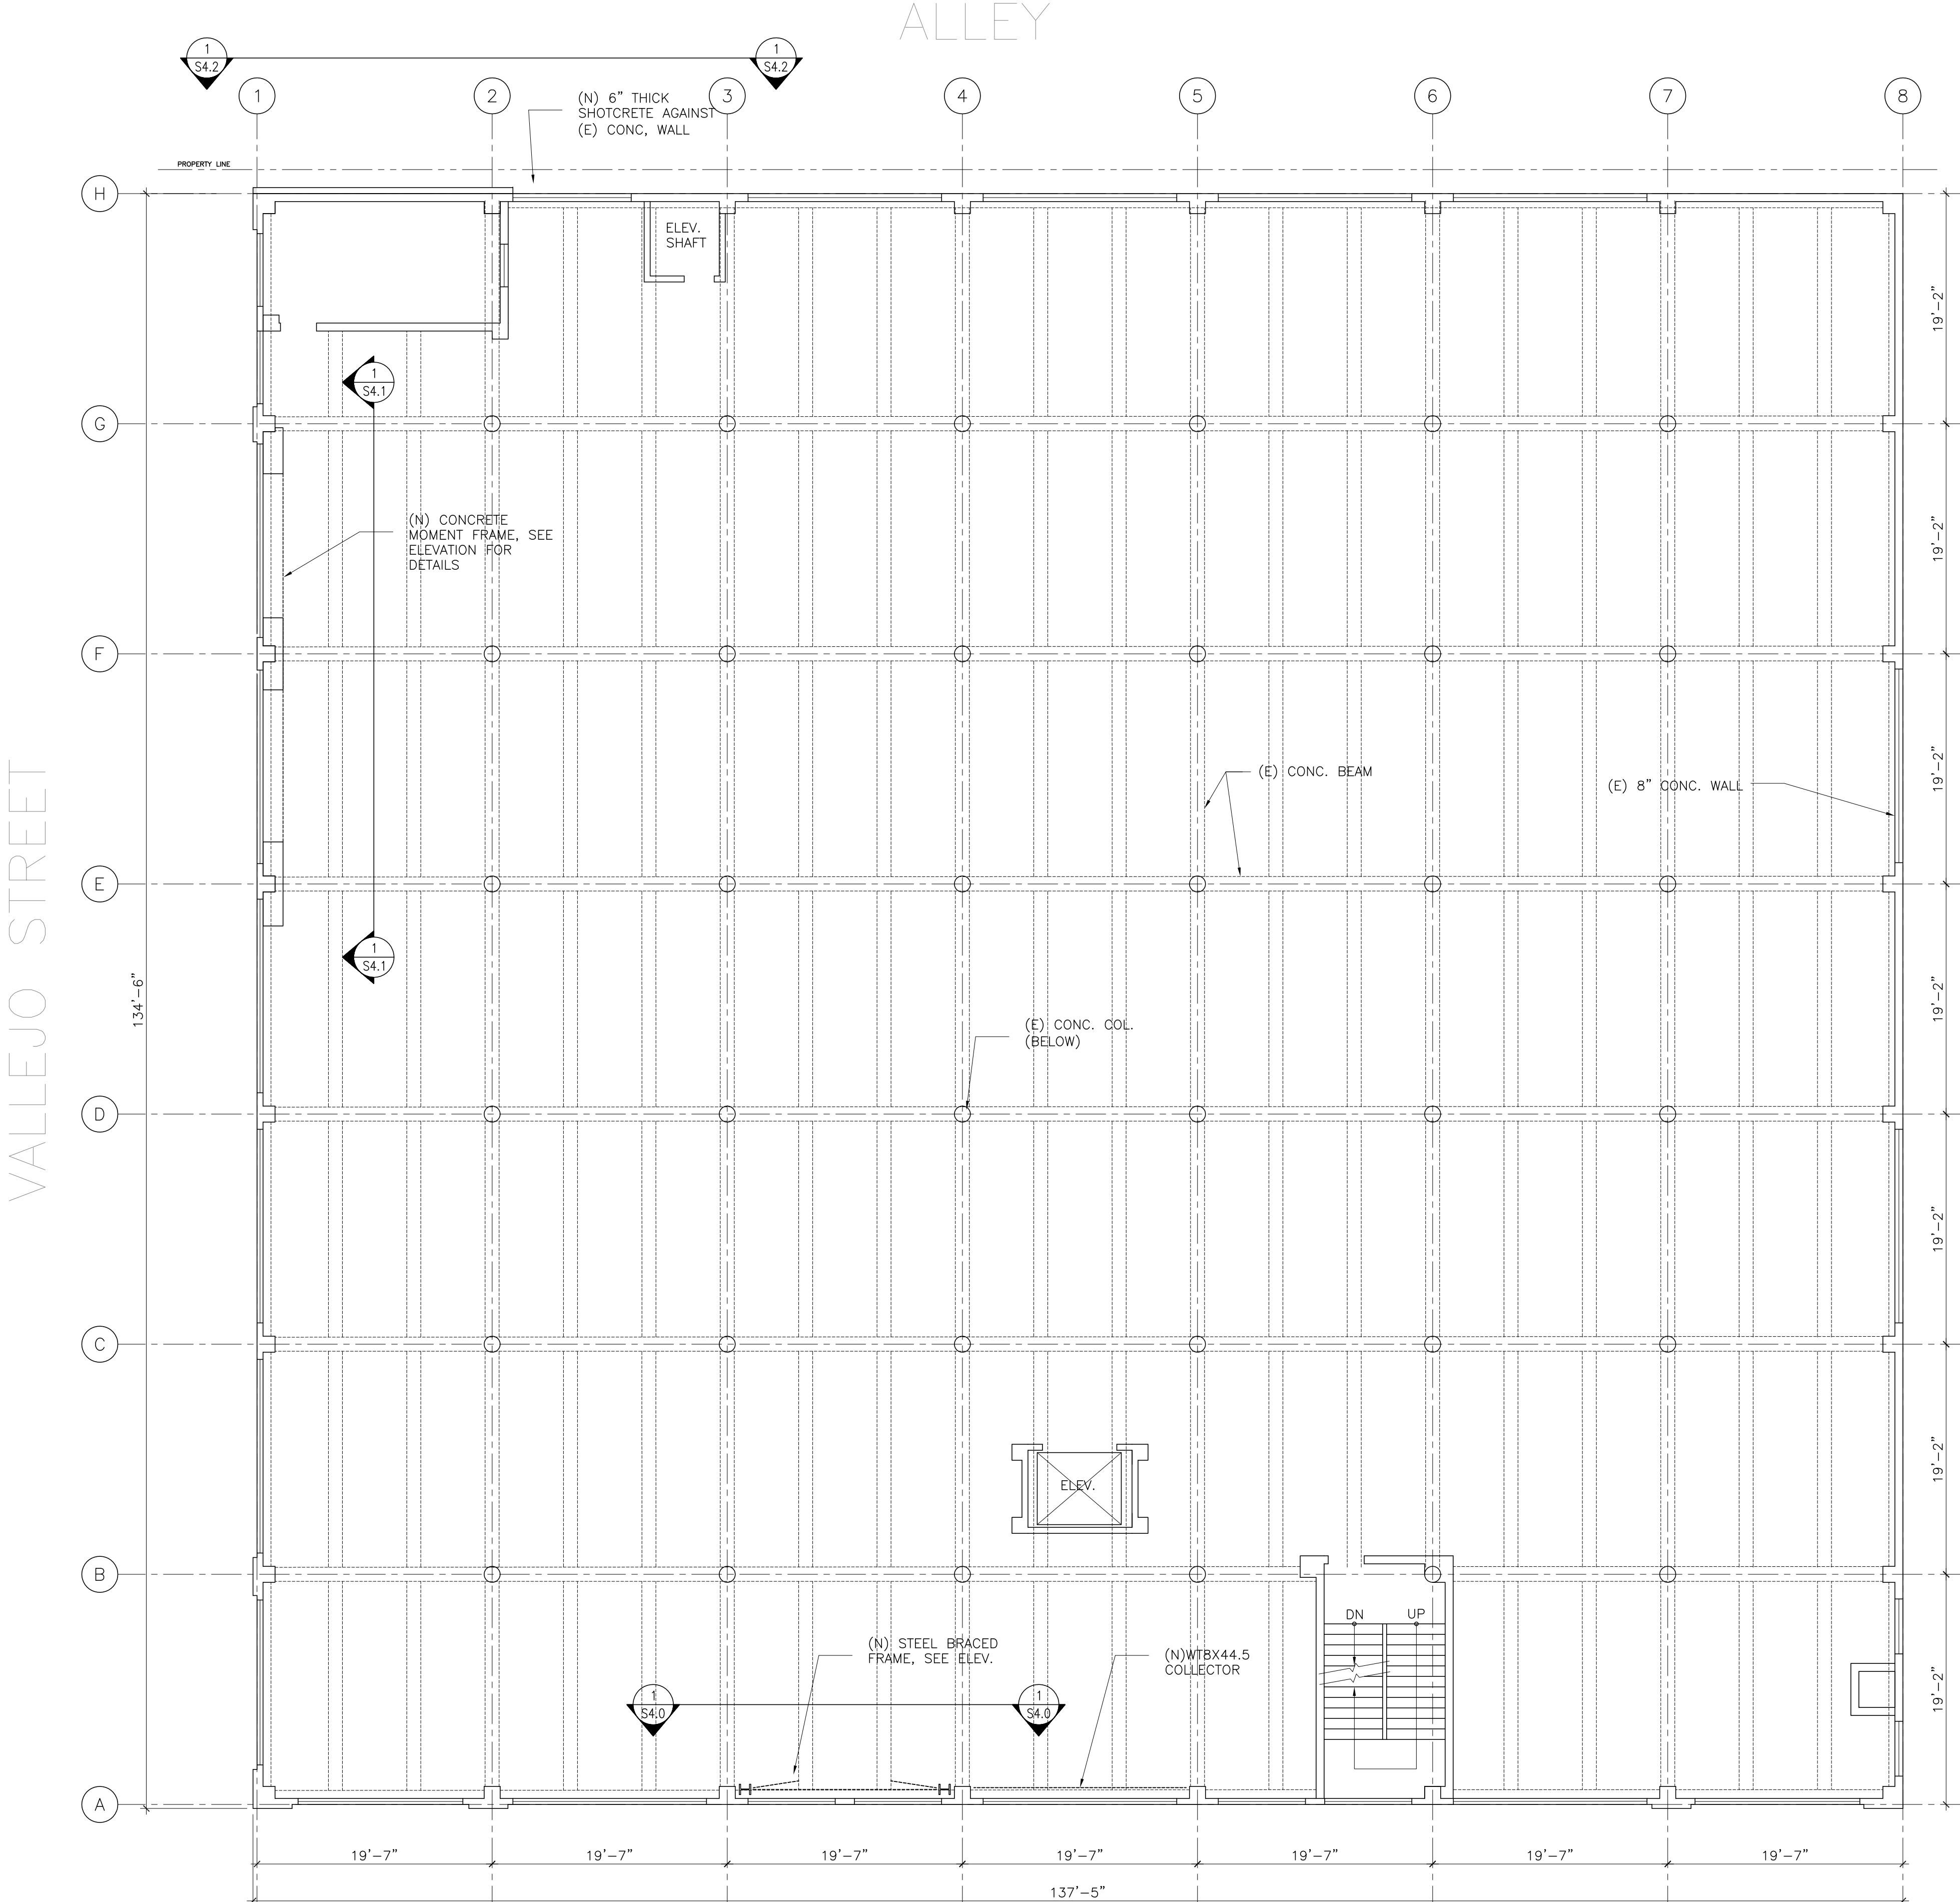 ALLEY
1
S4.2
1
S4.2
1
2
3
4
5
6
7
8
(N) 6" THICK
SHOTCRETE AGAINST
(E) CONC, WALL
PROPERTY LINE
H
G
F
E
D
C
B
A
ELEV.
SHAFT
1
S4.1
(N) CONCRETE
MOMENT FRAME, SEE
ELEVATION FOR
DETAILS
1
S4.1
VALLEJO STREET
134'-6"
(E) CONC. BEAM
(E) 8" CONC. WALL
(E) CONC. COL.
(BELOW)
ELEV.
DN
UP
(N) STEEL BRACED
FRAME, SEE ELEV.
(N)WT8X44.5
COLLECTOR
1
S4.0
1
S4.0
19'-2"
19'-2"
19'-2"
19'-2"
19'-2"
19'-2"
19'-2"
19'-7"
19'-7"
19'-7"
19'-7"
19'-7"
19'-7"
19'-7"
137'-5"